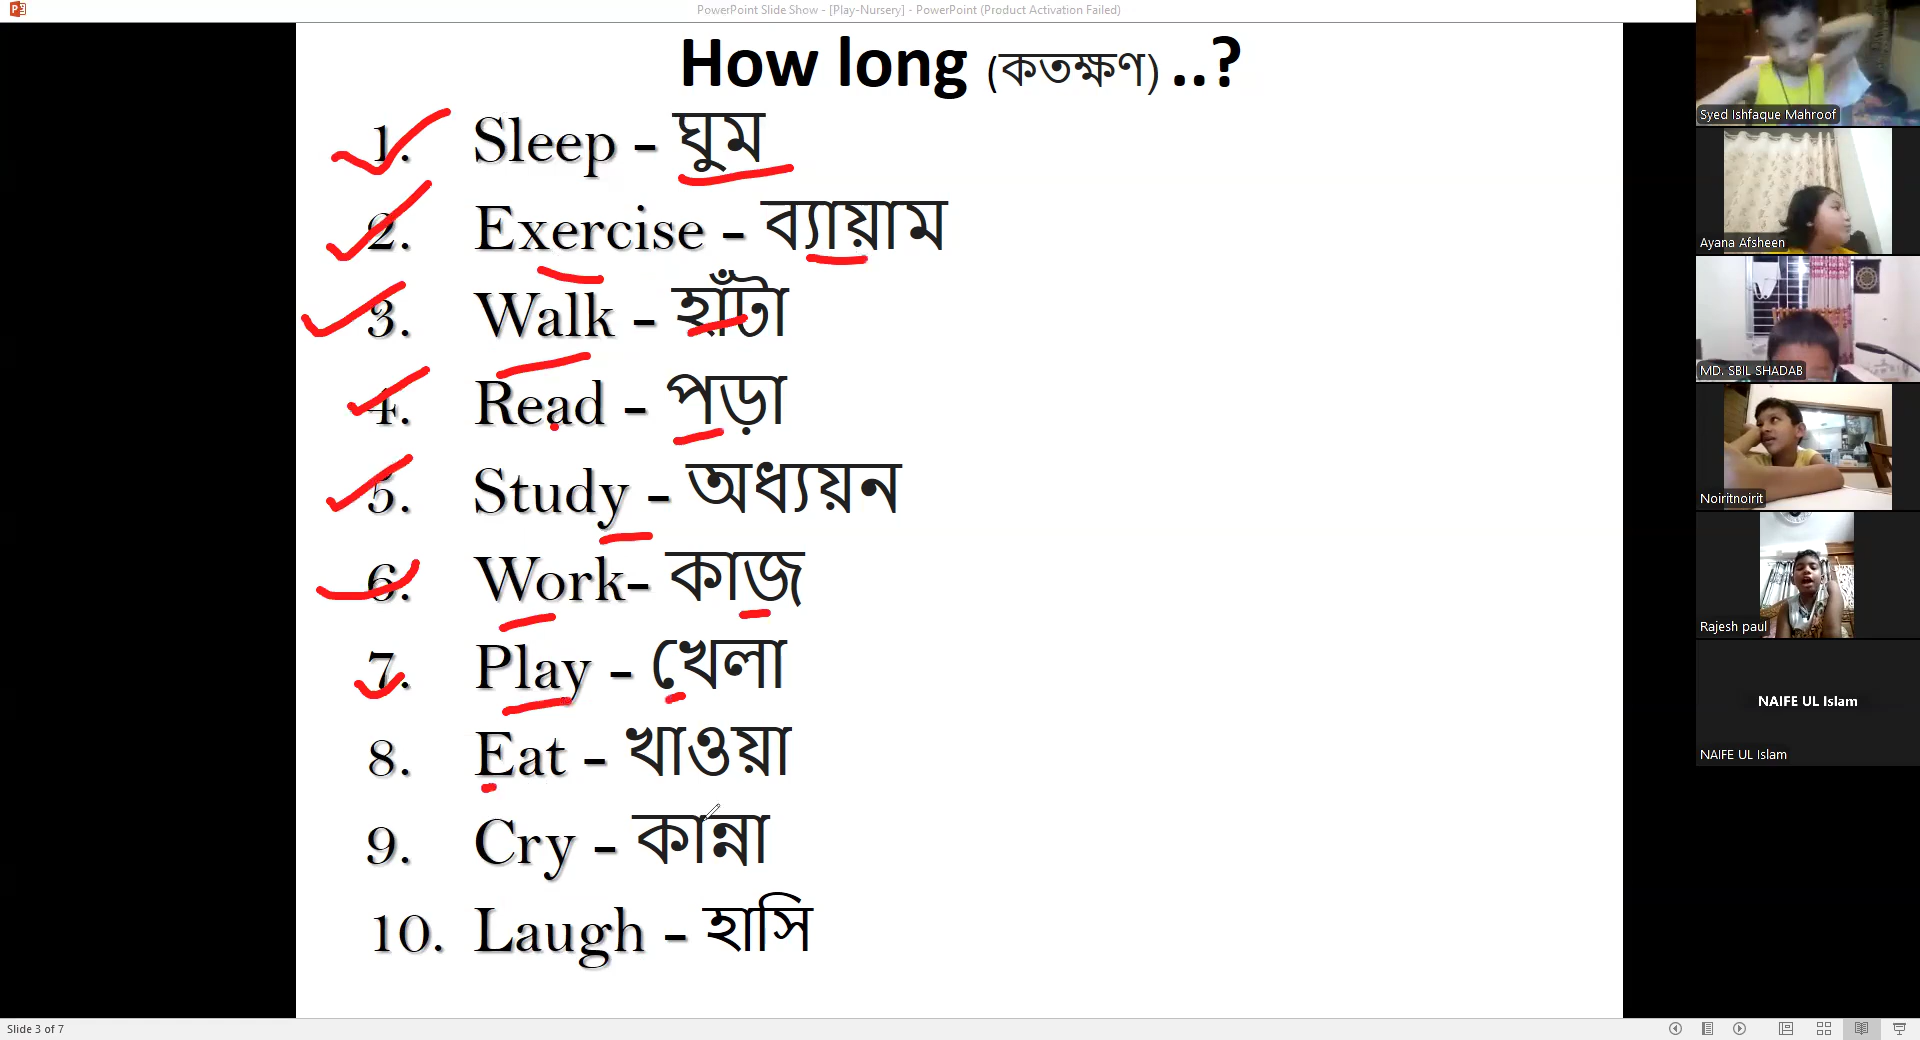 PowerPoint Slide Show - [Play-Nursery] - PowerPoint (Product Activation Failed)
How long (কতক্ষণ) ..?
1. Sleep - ঘুম
2. Exercise - ব্যায়াম
3. Walk - হাঁটা
4. Read - পড়া
5. Study - অধ্যয়ন
6. Work- কাজ
7. Play - খেলা
8. Eat - খাওয়া
9. Cry - কান্না
10. Laugh - হাসি
Syed Ishfaque Mahroof
Ayana Afsheen
MD. SBIL SHADAB
Noiritnoirit
Rajesh paul
NAIFE UL Islam
NAIFE UL Islam
Slide 3 of 7